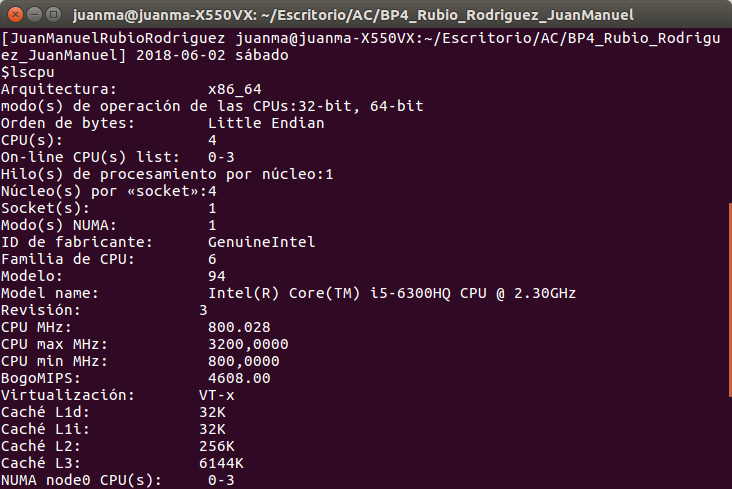 juanma@juanma-X550VX: ~/Escritorio/AC/BP4_Rubio_Rodriguez_JuanManuel
[JuanManuelRubioRodriguez juanma@juanma-X550VX:~/Escritorio/AC/BP4_Rubio_Rodrigu
ez_JuanManuel] 2018-06-02 sábado
$lscpu
Arquitectura:          x86_64
modo(s) de operación de las CPUs:32-bit, 64-bit
Orden de bytes:        Little Endian
CPU(s):                4
On-line CPU(s) list:   0-3
Hilo(s) de procesamiento por núcleo:1
Núcleo(s) por «socket»:4
Socket(s):             1
Modo(s) NUMA:          1
ID de fabricante:      GenuineIntel
Familia de CPU:        6
Modelo:                94
Model name:            Intel(R) Core(TM) i5-6300HQ CPU @ 2.30GHz
Revisión:             3
CPU MHz:               800.028
CPU max MHz:           3200,0000
CPU min MHz:           800,0000
BogoMIPS:              4608.00
Virtualización:       VT-x
Caché L1d:            32K
Caché L1i:            32K
Caché L2:             256K
Caché L3:             6144K
NUMA node0 CPU(s):     0-3